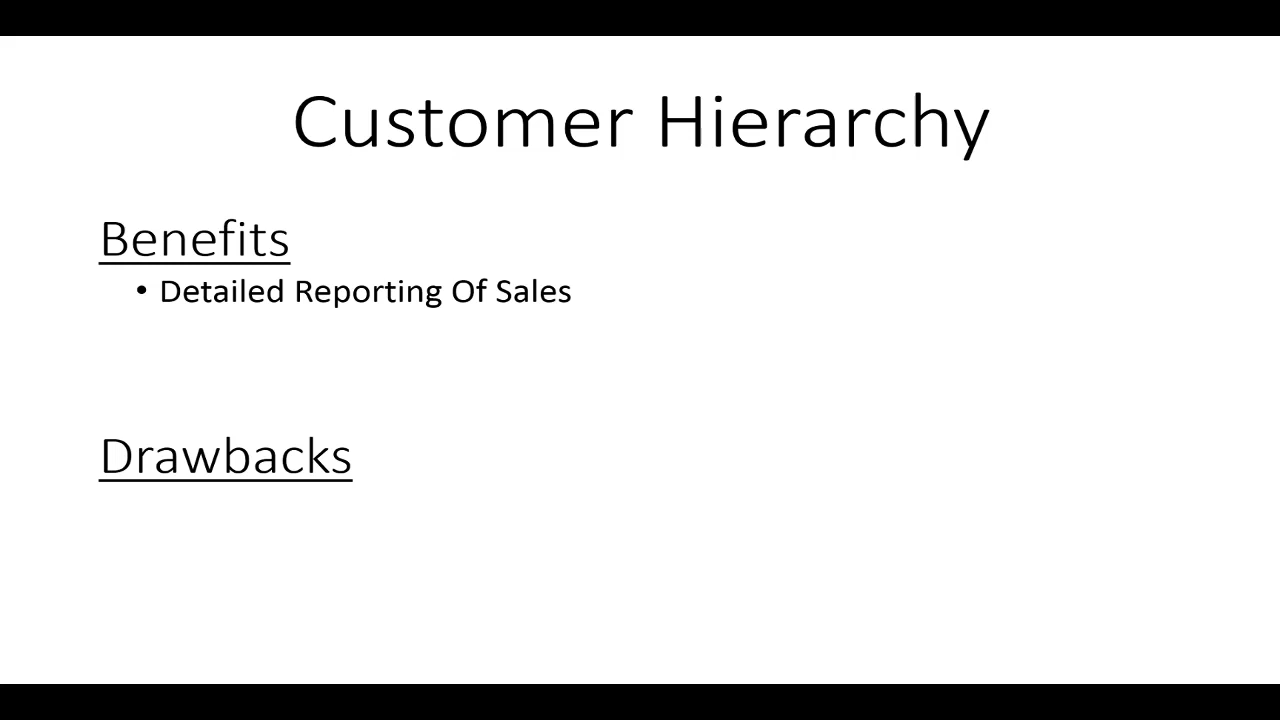 Customer Hierarchy
Benefits
• Detailed Reporting Of Sales
Drawbacks